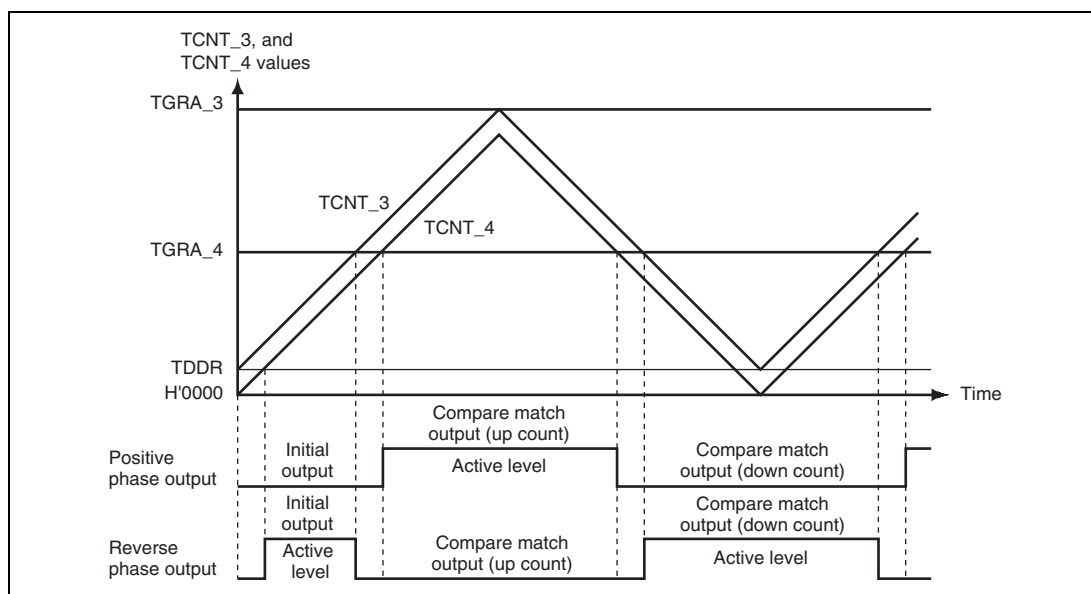 TCNT_3, and
TCNT_4 values
TGRA_3
TCNT_3
TCNT_4
TGRA_4
TDDR
H'0000
Time
Positive
phase output
Initial
output
Compare match
output (up count)
Active level
Compare match
output (down count)
Reverse
phase output
Initial
output
Active
level
Compare match
output (up count)
Compare match
output (down count)
Active level